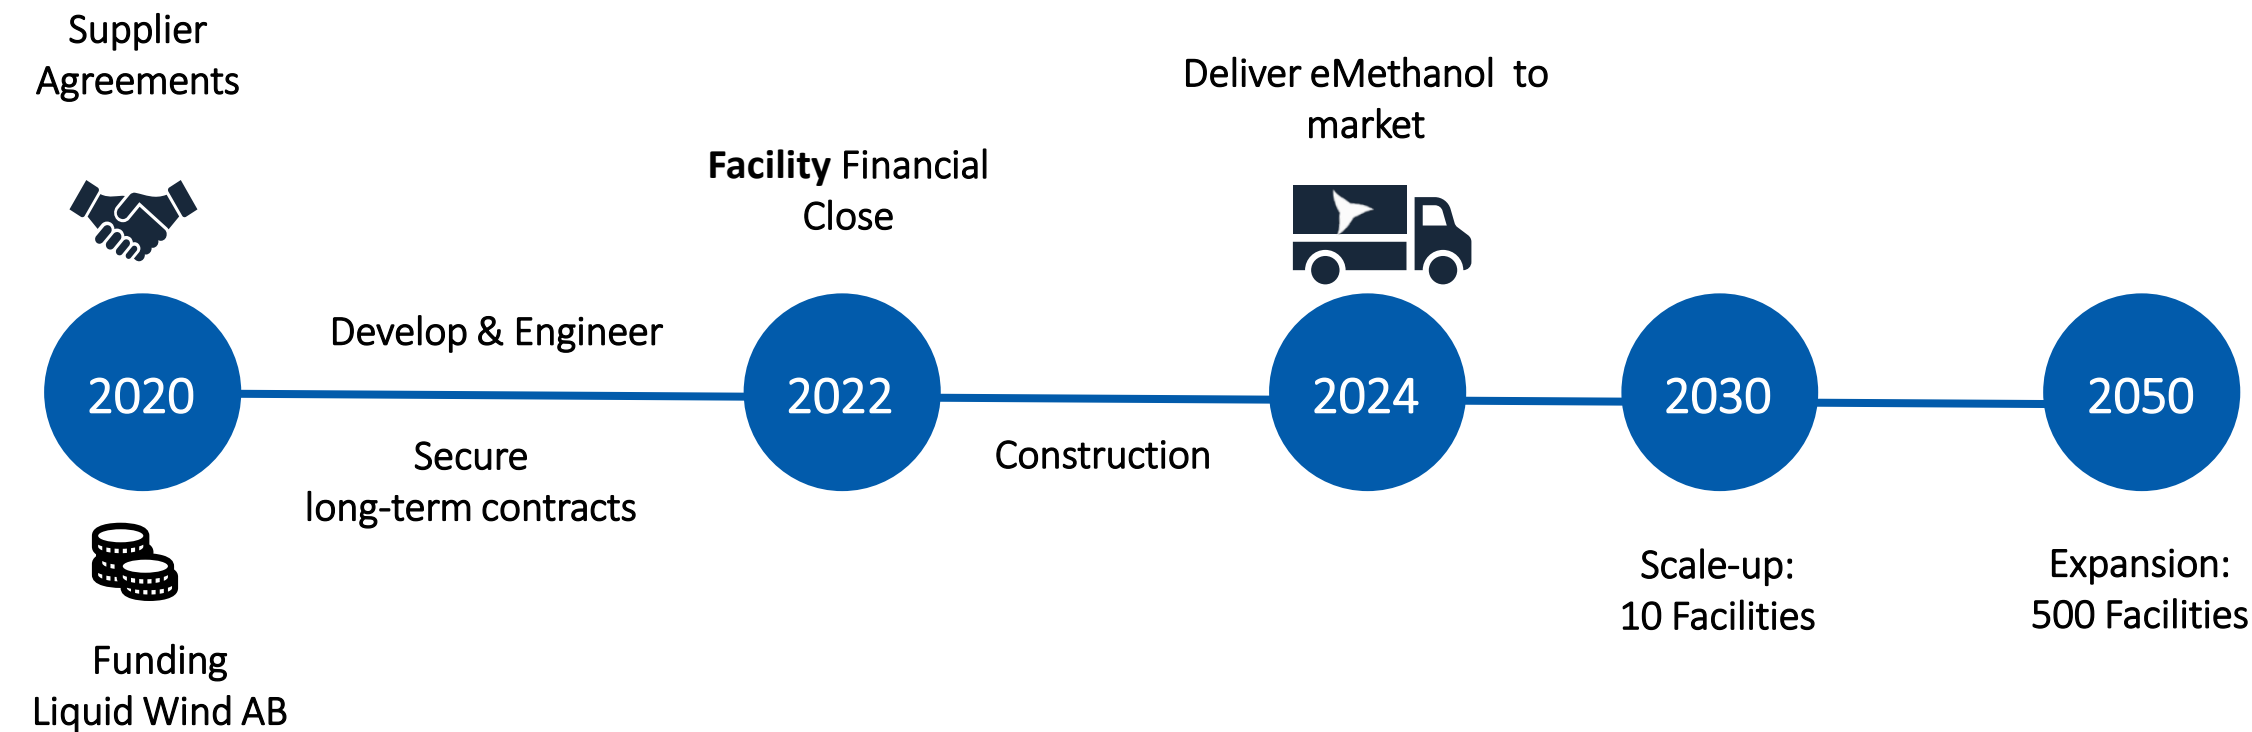 Supplier
Agreements
Deliver eMethanol to
market
Facility Financial
Close
Develop & Engineer
2020
2022
2024
2030
2050
Secure
long-term contracts
Construction
Scale-up:
10 Facilities
Expansion:
500 Facilities
Funding
Liquid Wind AB